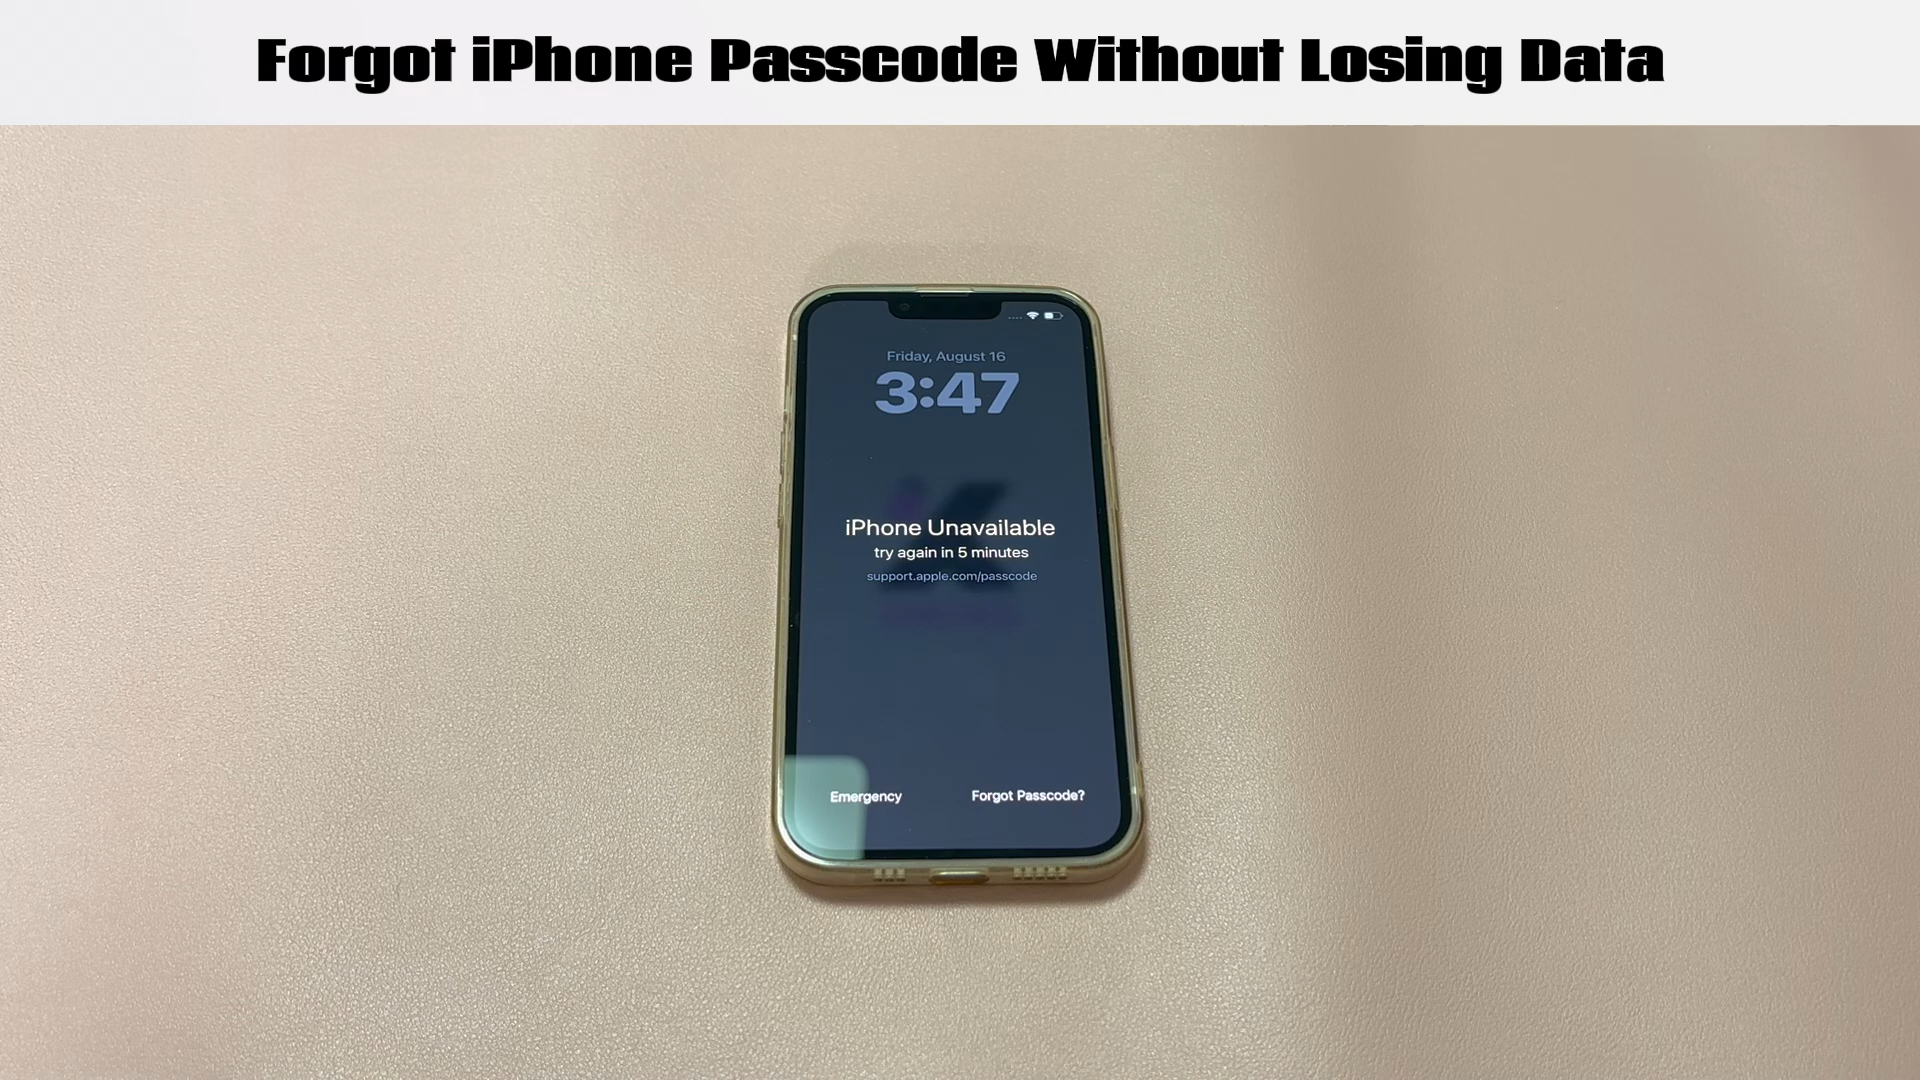 Forgot iPhone Passcode Without Losing Data
Friday, August 16
3:47
iPhone Unavailable
try again in 5 minutes
support.apple.com/passcode
Emergency
Forgot Passcode?